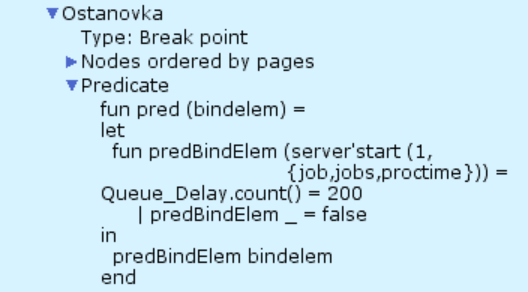 Ostanovka
Type: Break point
Nodes ordered by pages
Predicate
fun pred (bindelem) =
let
fun predBindElem (server'start (1,
{job,jobs,proctime})) =
Queue_Delay.count() = 200
| predBindElem _ = false
in
predBindElem bindelem
end